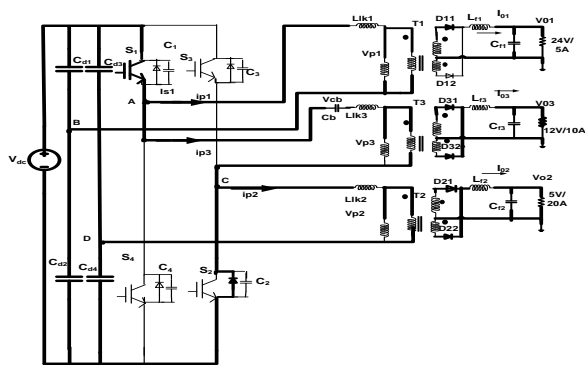 Llk1
T1
D11
Lf1
I01
V01
S1
C1
S3
Cd1
Cd3
C3
Vp1
Cf1
24V/
5A
Is1
D12
A
ip1
B
Vcb
T3
D31
Lf3
I03
V03
Cb
Llk3
ip3
Vp3
Cf3
12V/10A
Vdc
D32
C
D21
Lf2
I02
Vo2
ip2
Llk2
T2
Vp2
Cf2
5V/
20A
D
D22
S4
S2
C4
Cd2
Cd4
C2